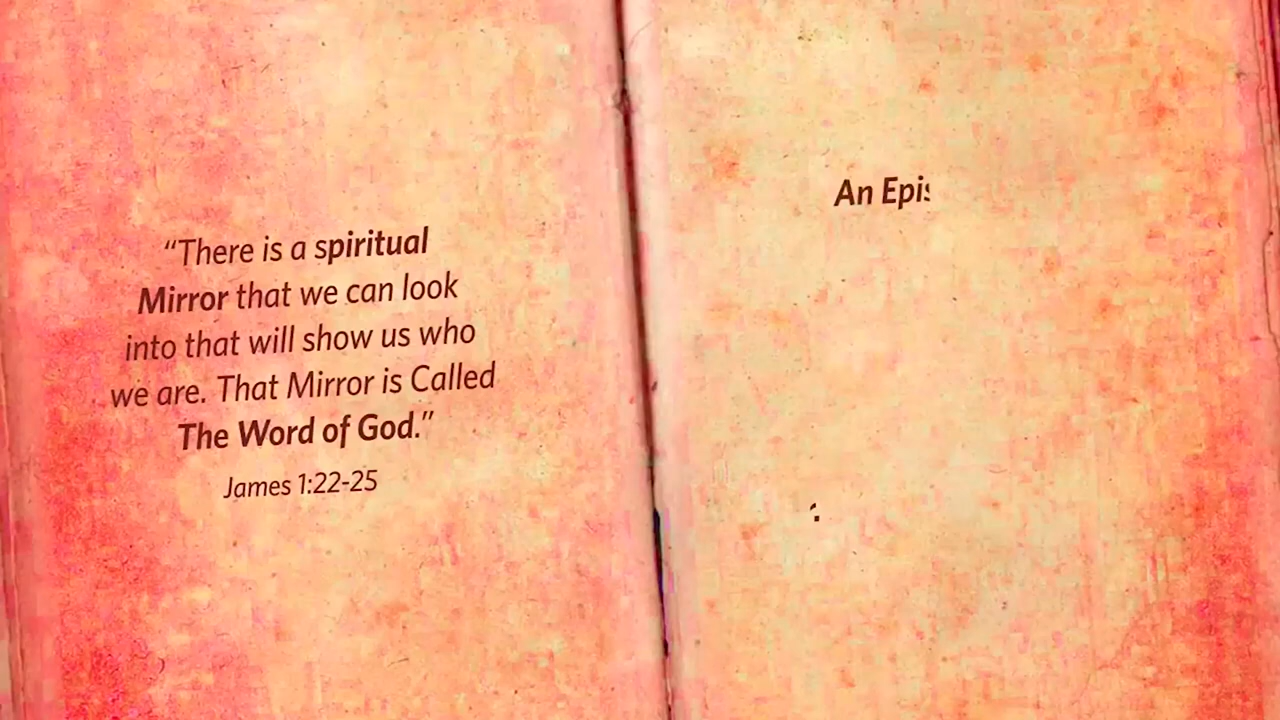 “There is a spiritual
Mirror that we can look
into that will show us who
we are. That Mirror is Called
The Word of God.”
James 1:22-25
An Epis